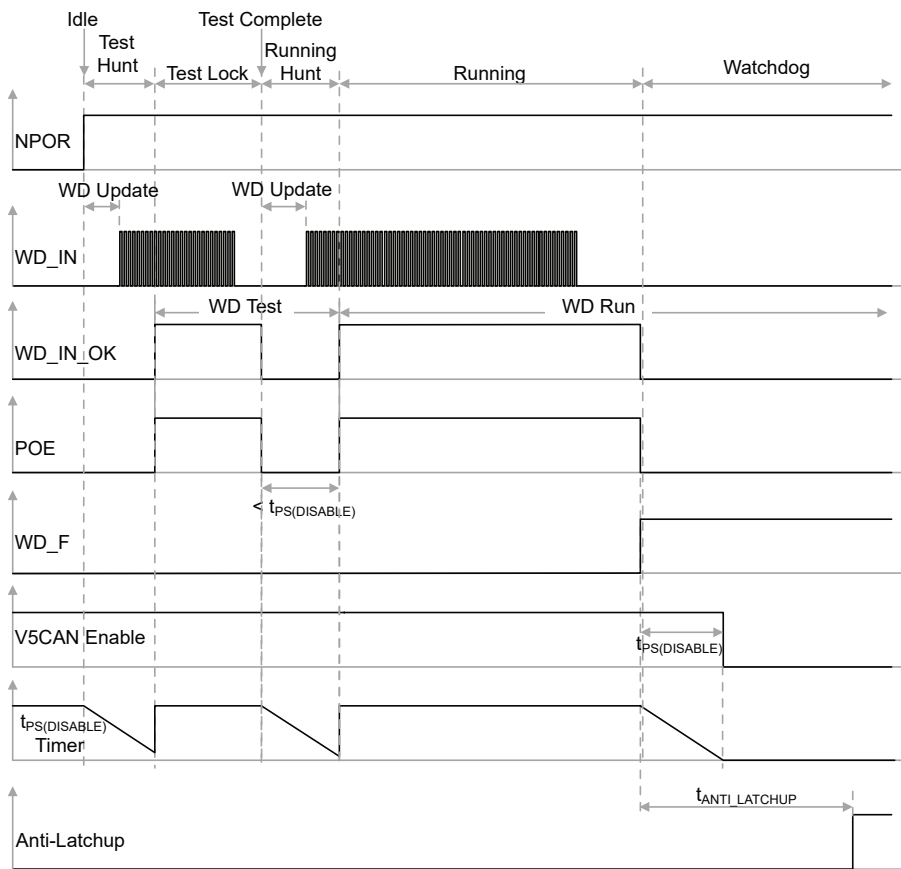 Idle
Test Complete
Test
Hunt
Test Lock
Running
Hunt
Running
Watchdog
NPOR
WD Update
WD Update
WD_IN
WD Test
WD Run
WD_IN_OK
POE
< tPS(DISABLE)
WD_F
V5CAN Enable
tPS(DISABLE)
tPS(DISABLE)
Timer
tANTI_LATCHUP
Anti-Latchup